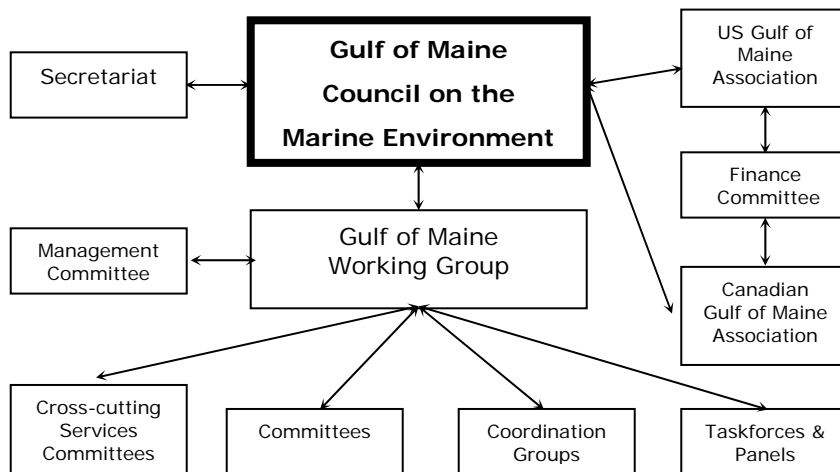 Secretariat
Gulf of Maine
Council on the
Marine Environment
US Gulf of
Maine
Association
Finance
Committee
Management
Committee
Gulf of Maine
Working Group
Canadian
Gulf of Maine
Association
Cross-cutting
Services
Committees
Committees
Coordination
Groups
Taskforces &
Panels